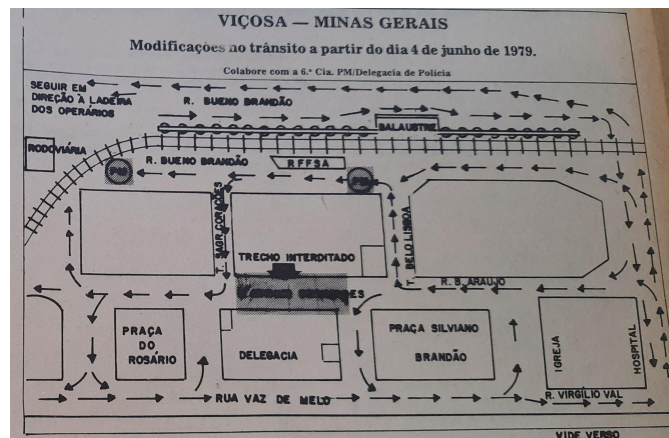 VIÇOSA — MINAS GERAIS
Modificações no trânsito a partir do dia 4 de junho de 1979.
Colabore com a 6.ª Cia. PM/Delegacia de Polícia
SEGUIR EM
DIREÇÃO À LADEIRA
DOS OPERÁRIOS
R. BUENO BRANDÃO
BALAUSTRE
RODOVIÁRIA
R. BUENO BRANDÃO
RFFSA
T. SAGR. CORAÇÕES
T. BELO LISBOA
TRECHO INTERDITADO
R. B. ARAUJO
PRAÇA
DO
ROSÁRIO
DELEGACIA
PRAÇA SILVIANO
BRANDÃO
IGREJA
HOSPITAL
R. VIRGÍLIO VAL
RUA VAZ DE MELO
VIDE VERSO